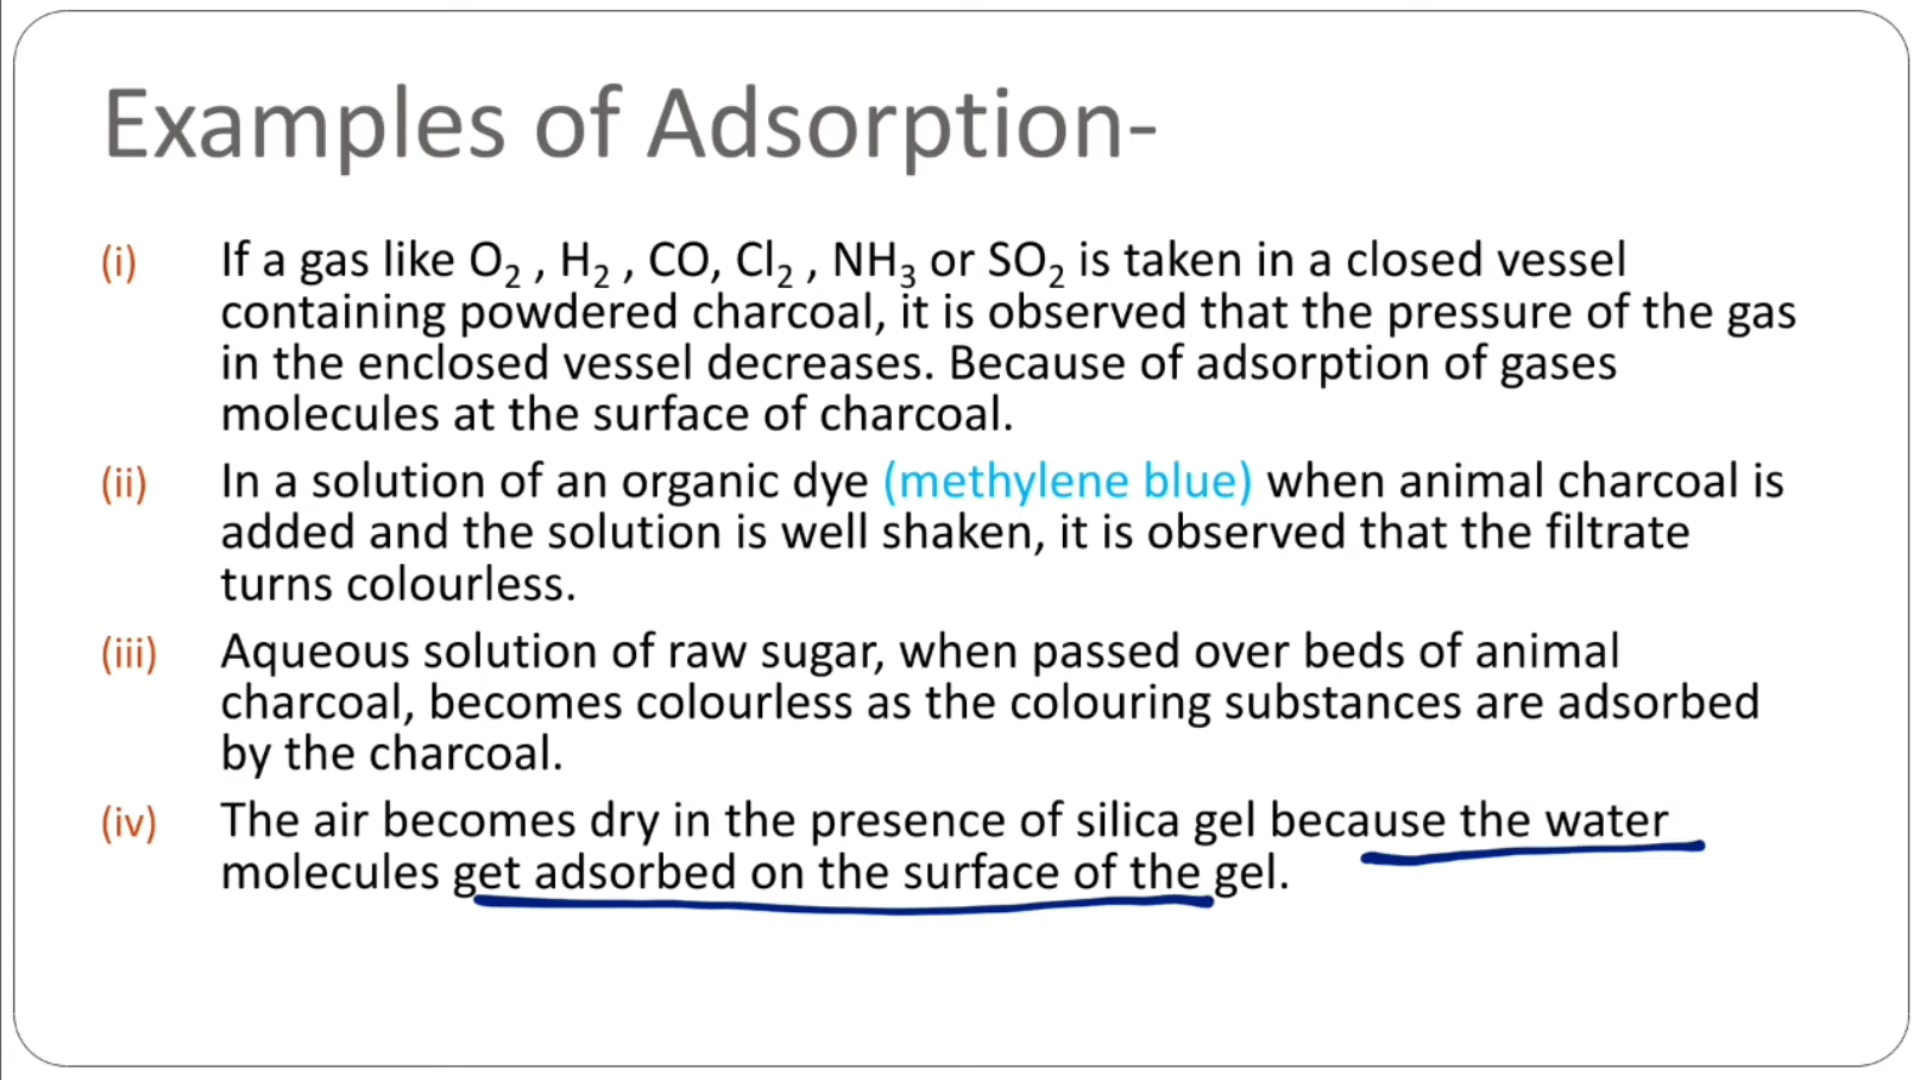 Examples of Adsorption-
(i) If a gas like O₂ , H₂ , CO, Cl₂ , NH₃ or SO₂ is taken in a closed vessel
containing powdered charcoal, it is observed that the pressure of the gas
in the enclosed vessel decreases. Because of adsorption of gases
molecules at the surface of charcoal.
(ii) In a solution of an organic dye (methylene blue) when animal charcoal is
added and the solution is well shaken, it is observed that the filtrate
turns colourless.
(iii) Aqueous solution of raw sugar, when passed over beds of animal
charcoal, becomes colourless as the colouring substances are adsorbed
by the charcoal.
(iv) The air becomes dry in the presence of silica gel because the water
molecules get adsorbed on the surface of the gel.